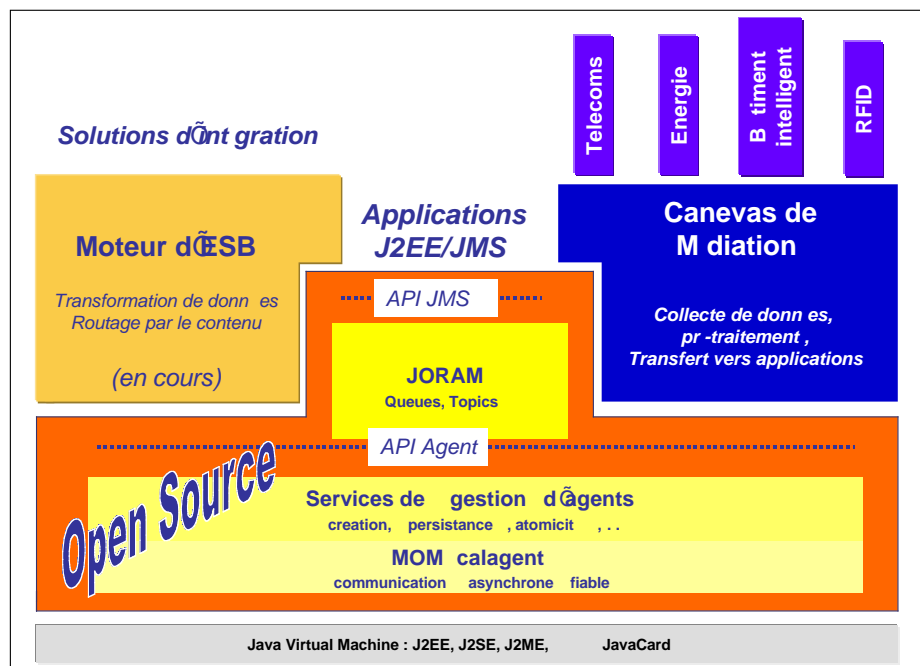 Telecoms
Energie
B timent
intelligent
RFID
Solutions dÕint gration
Moteur dÕESB
Transformation de donn es
Routage par le contenu
(en cours)
Applications
J2EE/JMS
Canevas de
M diation
Collecte de donn es,
pr -traitement ,
Transfert vers applications
API JMS
JORAM
Queues, Topics
API Agent
Open Source
Services de gestion dÕagents
creation, persistance , atomicit , . .
MOM calagent
communication asynchrone fiable
Java Virtual Machine : J2EE, J2SE, J2ME, JavaCard